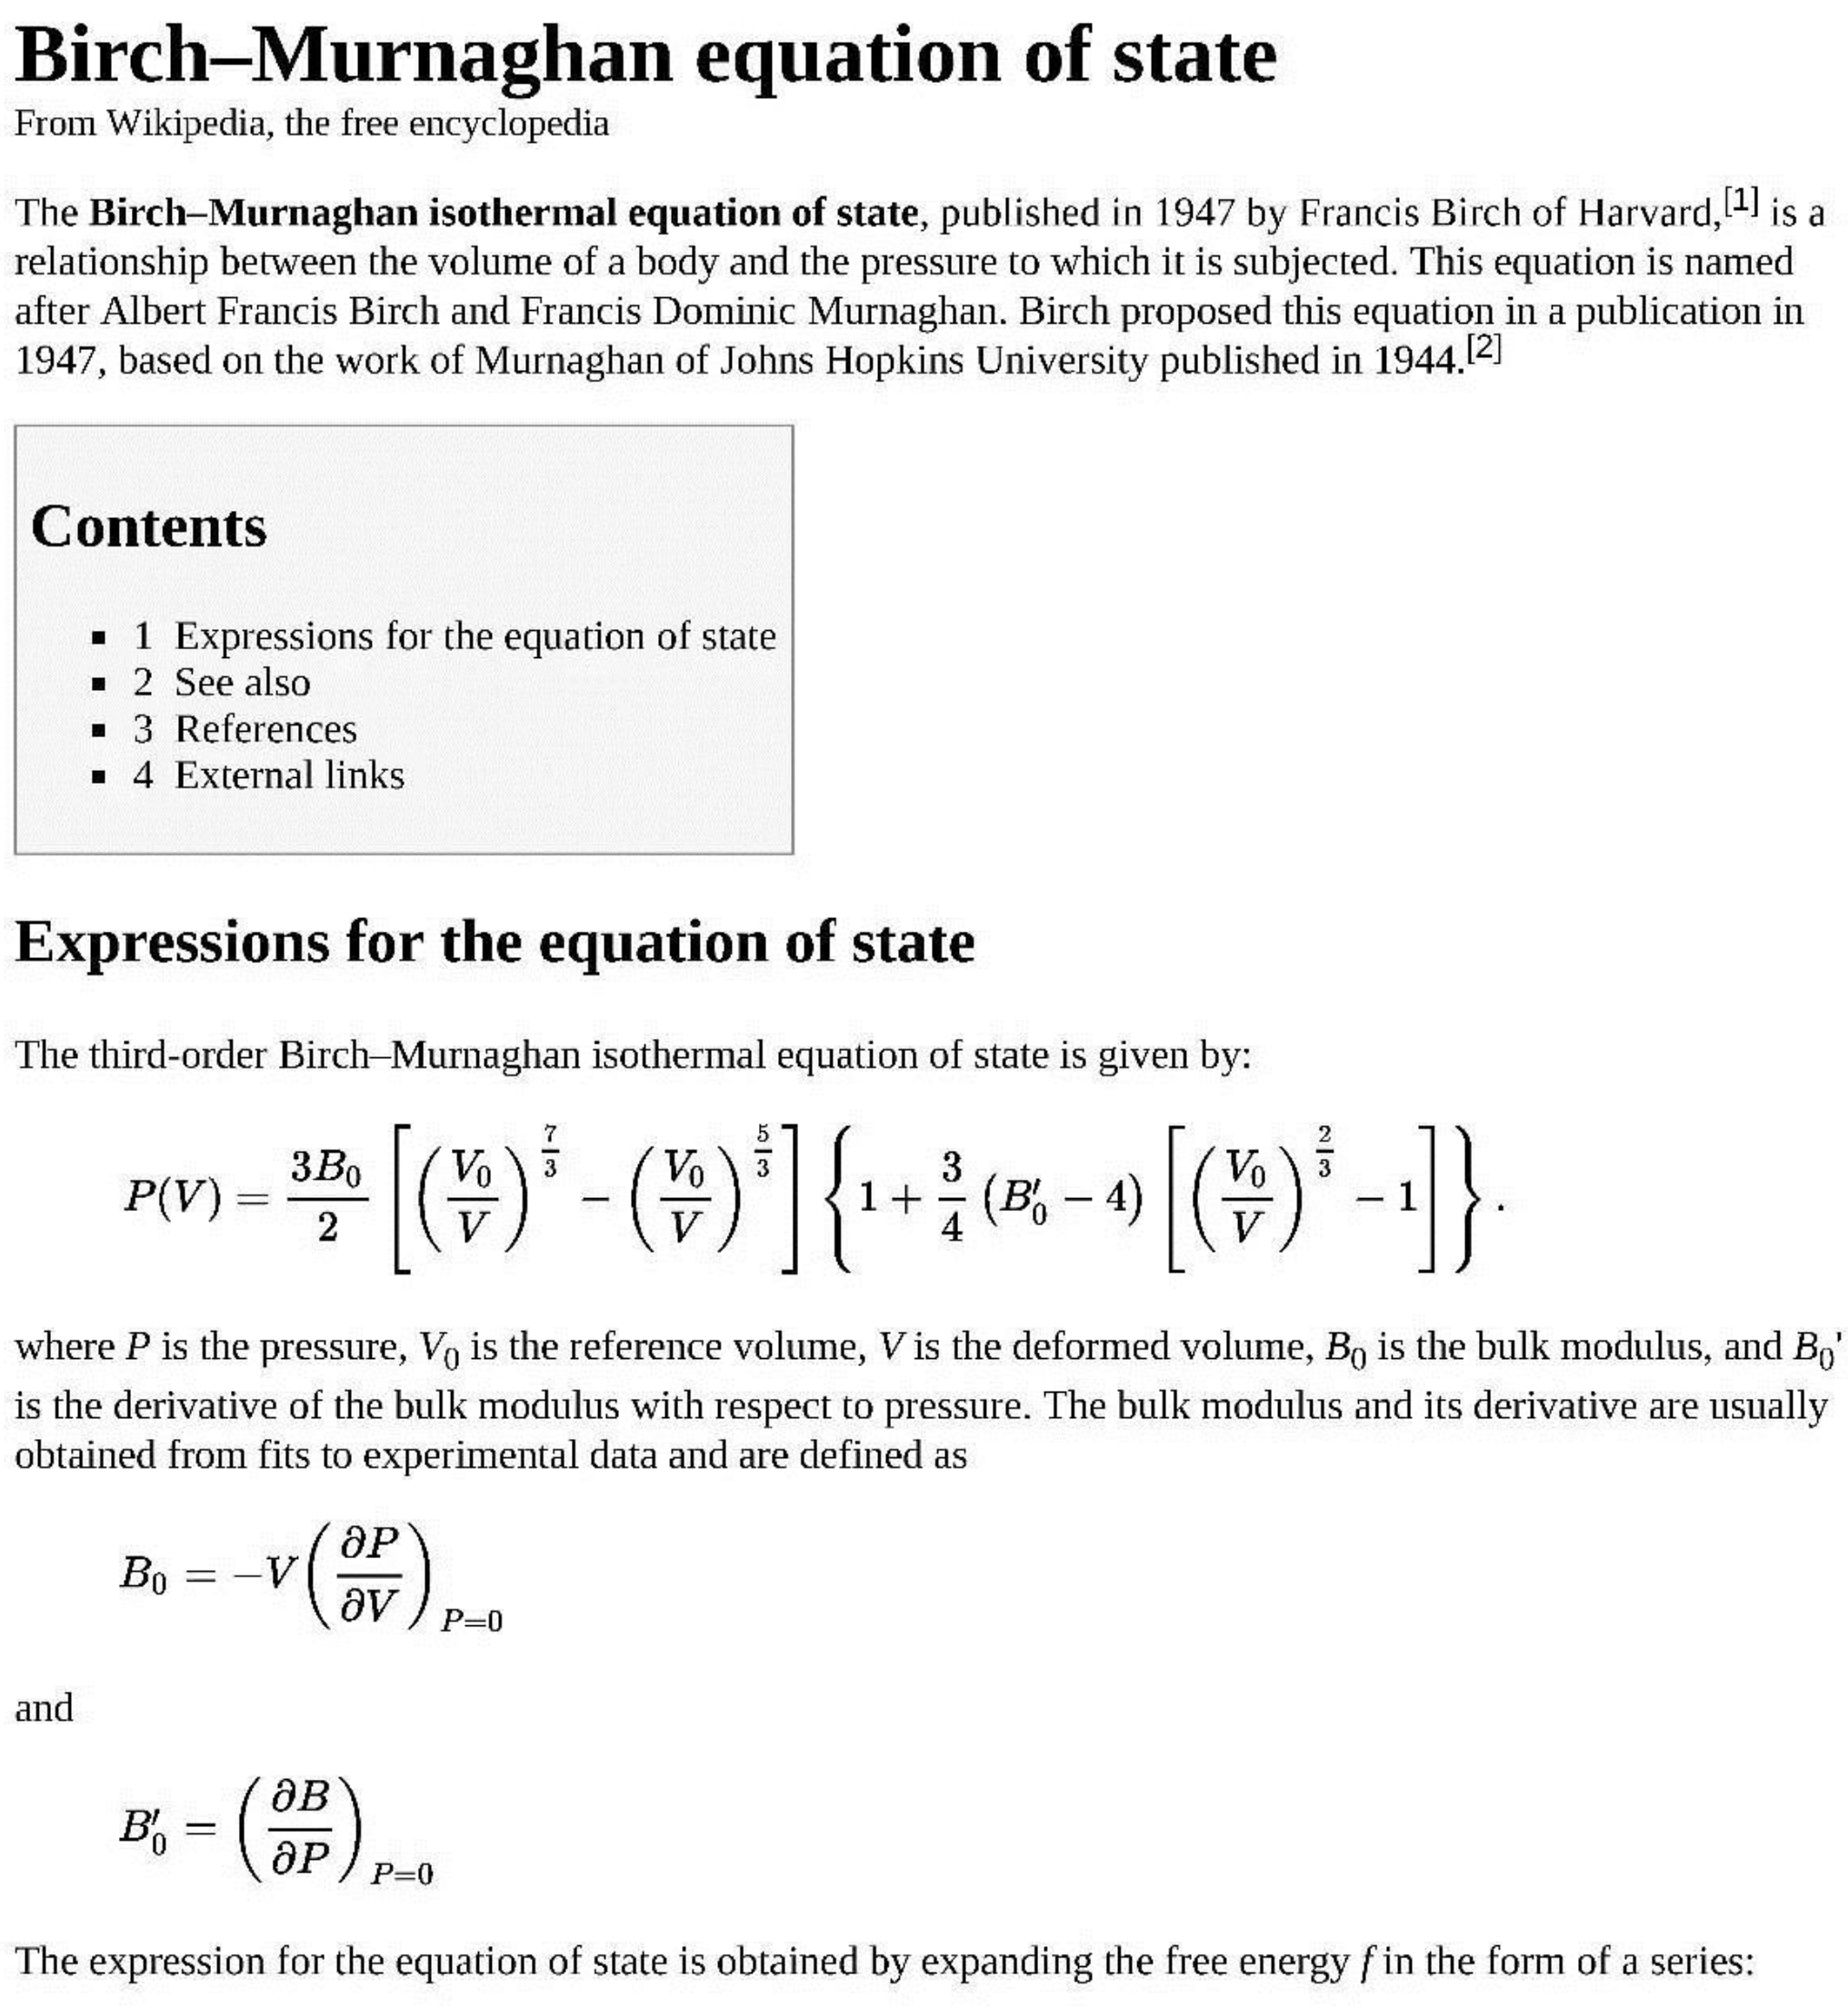 Birch–Murnaghan equation of state
From Wikipedia, the free encyclopedia
The Birch–Murnaghan isothermal equation of state, published in 1947 by Francis Birch of Harvard,[1] is a
relationship between the volume of a body and the pressure to which it is subjected. This equation is named
after Albert Francis Birch and Francis Dominic Murnaghan. Birch proposed this equation in a publication in
1947, based on the work of Murnaghan of Johns Hopkins University published in 1944.[2]
Contents
▪ 1 Expressions for the equation of state
▪ 2 See also
▪ 3 References
▪ 4 External links
Expressions for the equation of state
The third-order Birch–Murnaghan isothermal equation of state is given by:
P(V) = \frac{3B_0}{2} \left[ \left( \frac{V_0}{V} \right)^{\frac{7}{3}} - \left( \frac{V_0}{V} \right)^{\frac{5}{3}} \right] \left\{ 1 + \frac{3}{4} (B_0' - 4) \left[ \left( \frac{V_0}{V} \right)^{\frac{2}{3}} - 1 \right] \right\}.
where P is the pressure, V₀ is the reference volume, V is the deformed volume, B₀ is the bulk modulus, and B₀'
is the derivative of the bulk modulus with respect to pressure. The bulk modulus and its derivative are usually
obtained from fits to experimental data and are defined as
B_0 = -V \left( \frac{\partial P}{\partial V} \right)_{P=0}
and
B_0' = \left( \frac{\partial B}{\partial P} \right)_{P=0}
The expression for the equation of state is obtained by expanding the free energy f in the form of a series: